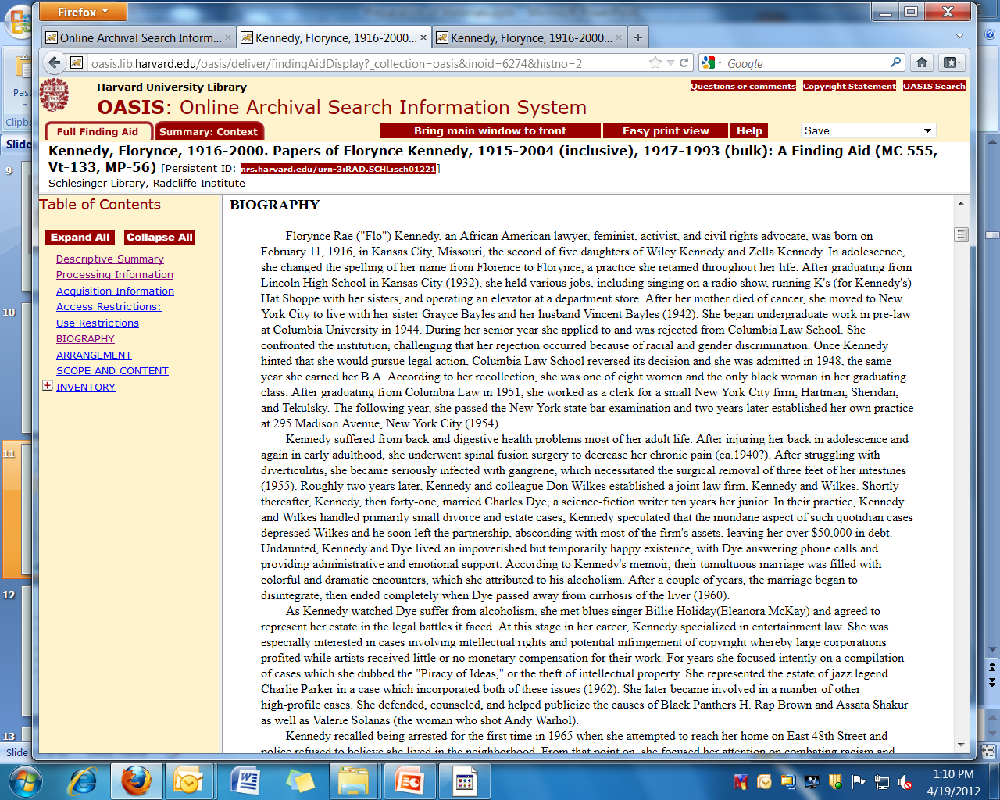 Firefox
Online Archival Search Inform...
Kennedy, Florynce, 1916-2000...
Kennedy, Florynce, 1916-2000...
oasis.lib.harvard.edu/oasis/deliver/findingAidDisplay?_collection=oasis&inoid=6274&histno=2
Google
Past
Clipbo
Slide
9
10
11
12
13
Slide
Harvard University Library
OASIS: Online Archival Search Information System
Questions or comments Copyright Statement OASIS Search
Full Finding Aid Summary: Context Bring main window to front Easy print view Help Save ...
Kennedy, Florynce, 1916-2000. Papers of Florynce Kennedy, 1915-2004 (inclusive), 1947-1993 (bulk): A Finding Aid (MC 555,
Vt-133, MP-56) [Persistent ID: nrs.harvard.edu/urn-3:RAD.SCHL:sch01221]
Schlesinger Library, Radcliffe Institute
Table of Contents
Expand All Collapse All
Descriptive Summary
Processing Information
Acquisition Information
Access Restrictions:
Use Restrictions
BIOGRAPHY
ARRANGEMENT
SCOPE AND CONTENT
INVENTORY
BIOGRAPHY
Florynce Rae ("Flo") Kennedy, an African American lawyer, feminist, activist, and civil rights advocate, was born on
February 11, 1916, in Kansas City, Missouri, the second of five daughters of Wiley Kennedy and Zella Kennedy. In adolescence,
she changed the spelling of her name from Florence to Florynce, a practice she retained throughout her life. After graduating from
Lincoln High School in Kansas City (1932), she held various jobs, including singing on a radio show, running K's (for Kennedy's)
Hat Shoppe with her sisters, and operating an elevator at a department store. After her mother died of cancer, she moved to New
York City to live with her sister Grayce Bayles and her husband Vincent Bayles (1942). She began undergraduate work in pre-law
at Columbia University in 1944. During her senior year she applied to and was rejected from Columbia Law School. She
confronted the institution, challenging that her rejection occurred because of racial and gender discrimination. Once Kennedy
hinted that she would pursue legal action, Columbia Law School reversed its decision and she was admitted in 1948, the same
year she earned her B.A. According to her recollection, she was one of eight women and the only black woman in her graduating
class. After graduating from Columbia Law in 1951, she worked as a clerk for a small New York City firm, Hartman, Sheridan,
and Tekulsky. The following year, she passed the New York state bar examination and two years later established her own practice
at 295 Madison Avenue, New York City (1954).
Kennedy suffered from back and digestive health problems most of her adult life. After injuring her back in adolescence and
again in early adulthood, she underwent spinal fusion surgery to decrease her chronic pain (ca.1940?). After struggling with
diverticulitis, she became seriously infected with gangrene, which necessitated the surgical removal of three feet of her intestines
(1955). Roughly two years later, Kennedy and colleague Don Wilkes established a joint law firm, Kennedy and Wilkes. Shortly
thereafter, Kennedy, then forty-one, married Charles Dye, a science-fiction writer ten years her junior. In their practice, Kennedy
and Wilkes handled primarily small divorce and estate cases; Kennedy speculated that the mundane aspect of such quotidian cases
depressed Wilkes and he soon left the partnership, absconding with most of the firm's assets, leaving her over $50,000 in debt.
Undaunted, Kennedy and Dye lived an impoverished but temporarily happy existence, with Dye answering phone calls and
providing administrative and emotional support. According to Kennedy's memoir, their tumultuous marriage was filled with
colorful and dramatic encounters, which she attributed to his alcoholism. After a couple of years, the marriage began to
disintegrate, then ended completely when Dye passed away from cirrhosis of the liver (1960).
As Kennedy watched Dye suffer from alcoholism, she met blues singer Billie Holiday(Eleanora McKay) and agreed to
represent her estate in the legal battles it faced. At this stage in her career, Kennedy specialized in entertainment law. She was
especially interested in cases involving intellectual rights and potential infringement of copyright whereby large corporations
profited while artists received little or no monetary compensation for their work. For years she focused intently on a compilation
of cases which she dubbed the "Piracy of Ideas," or the theft of intellectual property. She represented the estate of jazz legend
Charlie Parker in a case which incorporated both of these issues (1962). She later became involved in a number of other
high-profile cases. She defended, counseled, and helped publicize the causes of Black Panthers H. Rap Brown and Assata Shakur
as well as Valerie Solanas (the woman who shot Andy Warhol).
Kennedy recalled being arrested for the first time in 1965 when she attempted to reach her home on East 48th Street and
police refused to believe she lived in the neighborhood. From that point on, she focused her attention on combating racism and
1:10 PM
4/19/2012